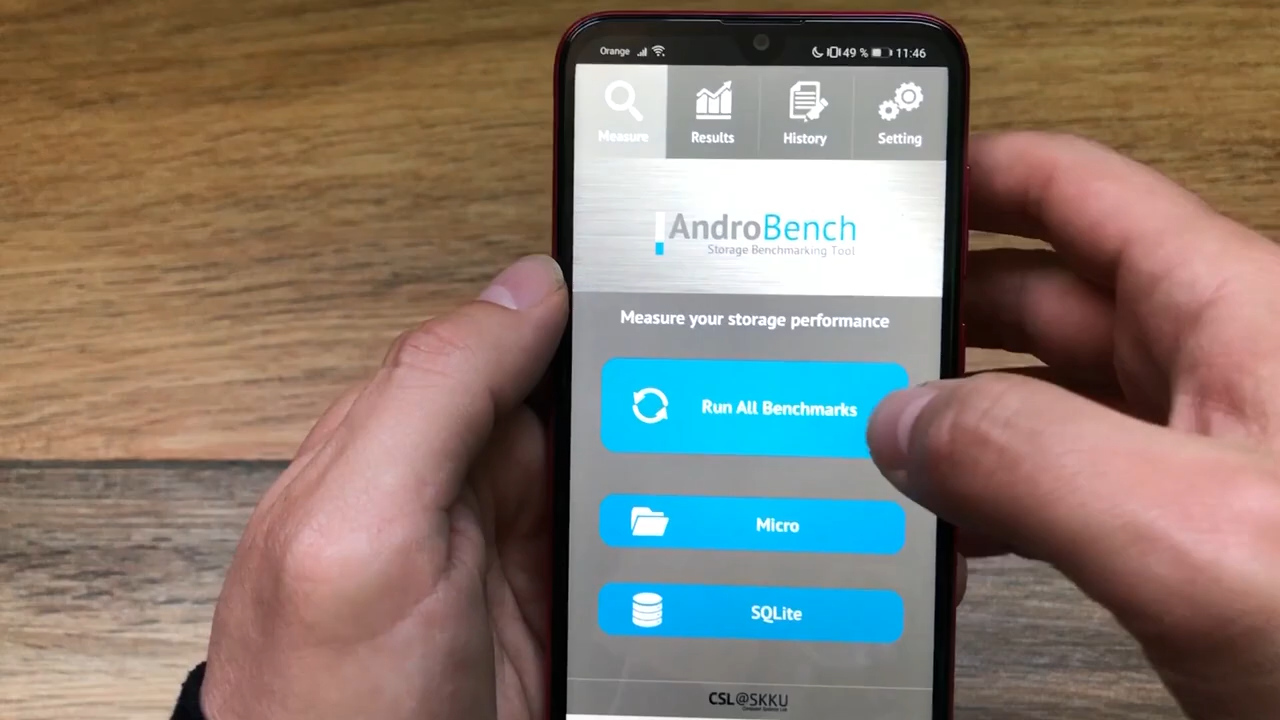 Orange 49 % 11:46
Measure Results History Setting
AndroBench
Storage Benchmarking Tool
Measure your storage performance
Run All Benchmarks
Micro
SQLite
CSL@SKKU